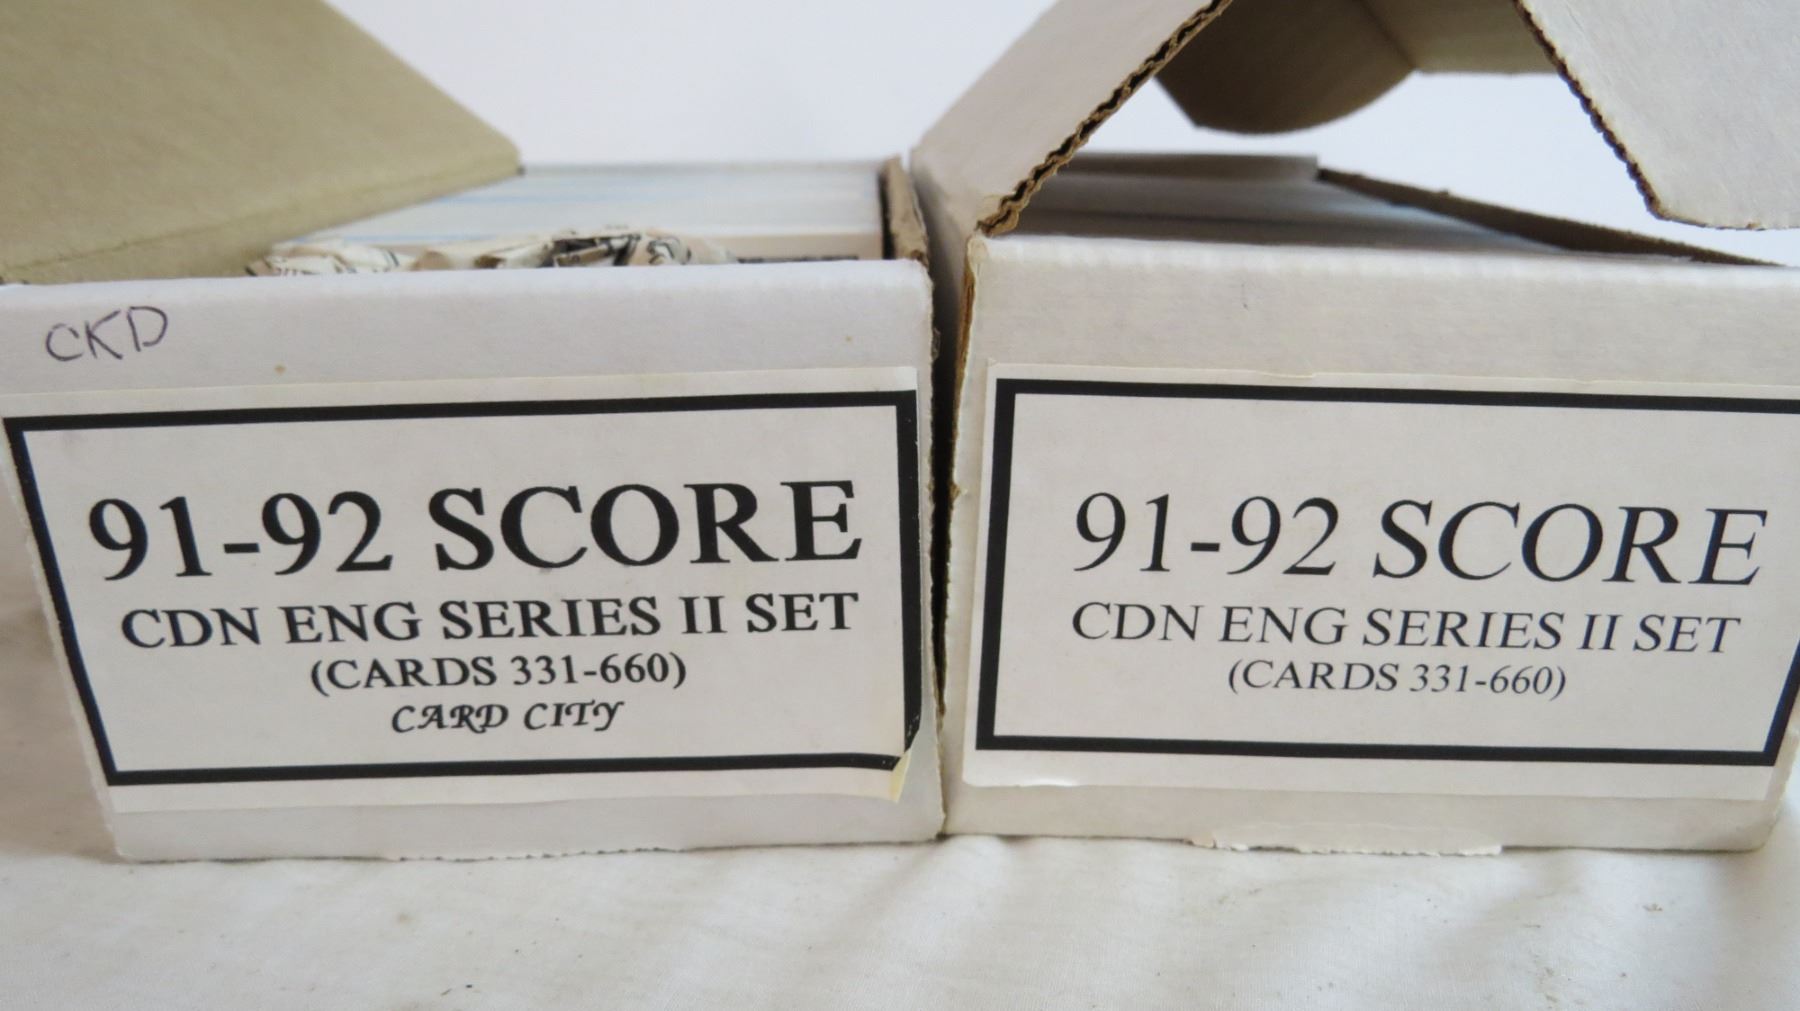 CKD
91-92 SCORE
CDN ENG SERIES II SET
(CARDS 331-660)
CARD CITY
91-92 SCORE
CDN ENG SERIES II SET
(CARDS 331-660)